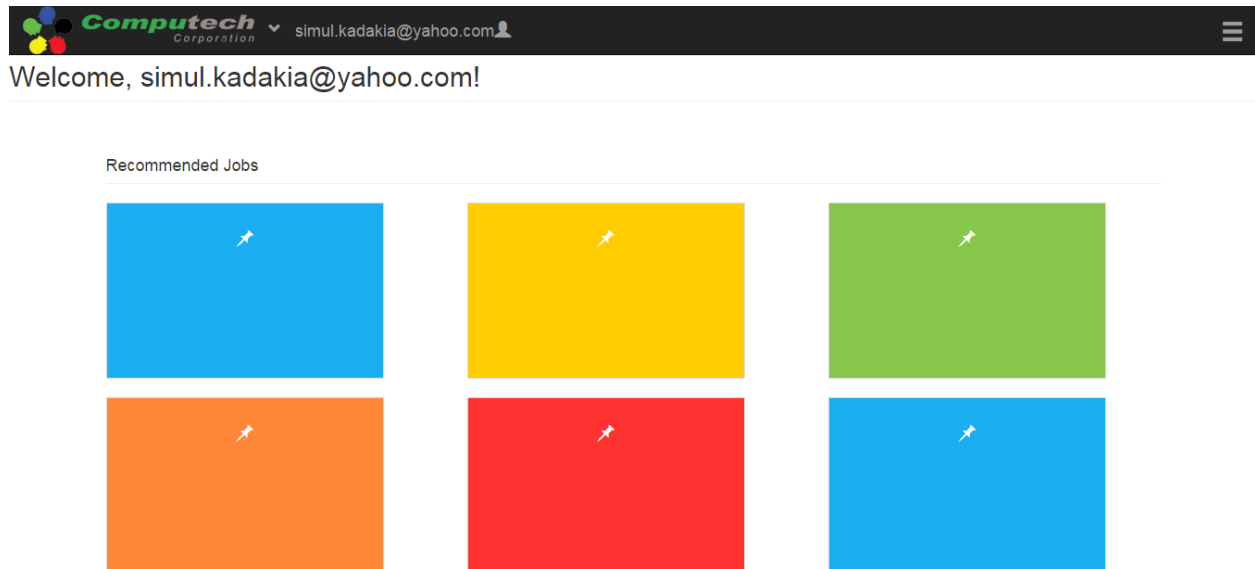 Computech
Corporation
simul.kadakia@yahoo.com
Welcome, simul.kadakia@yahoo.com!
Recommended Jobs